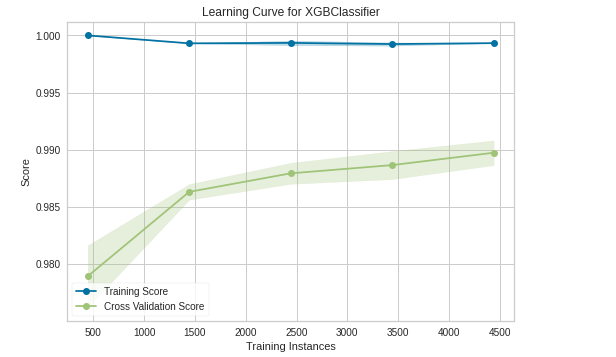 Learning Curve for XGBClassifier
1.000
0.995
0.990
0.985
0.980
Score
Training Score
Cross Validation Score
500 1000 1500 2000 2500 3000 3500 4000 4500
Training Instances